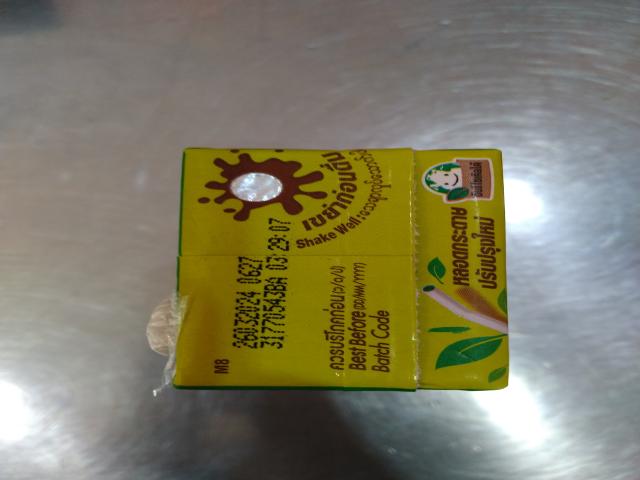 เขย่าก่อนดื่ม
Shake Well
M8
26032024 0627
31770543BA 03:29:07
ควรบริโภคก่อน (ว/ด/ป)
Best Before (DD/MM/YYYY)
Batch Code
หลอดกระดาษ
ปรับปรุงใหม่